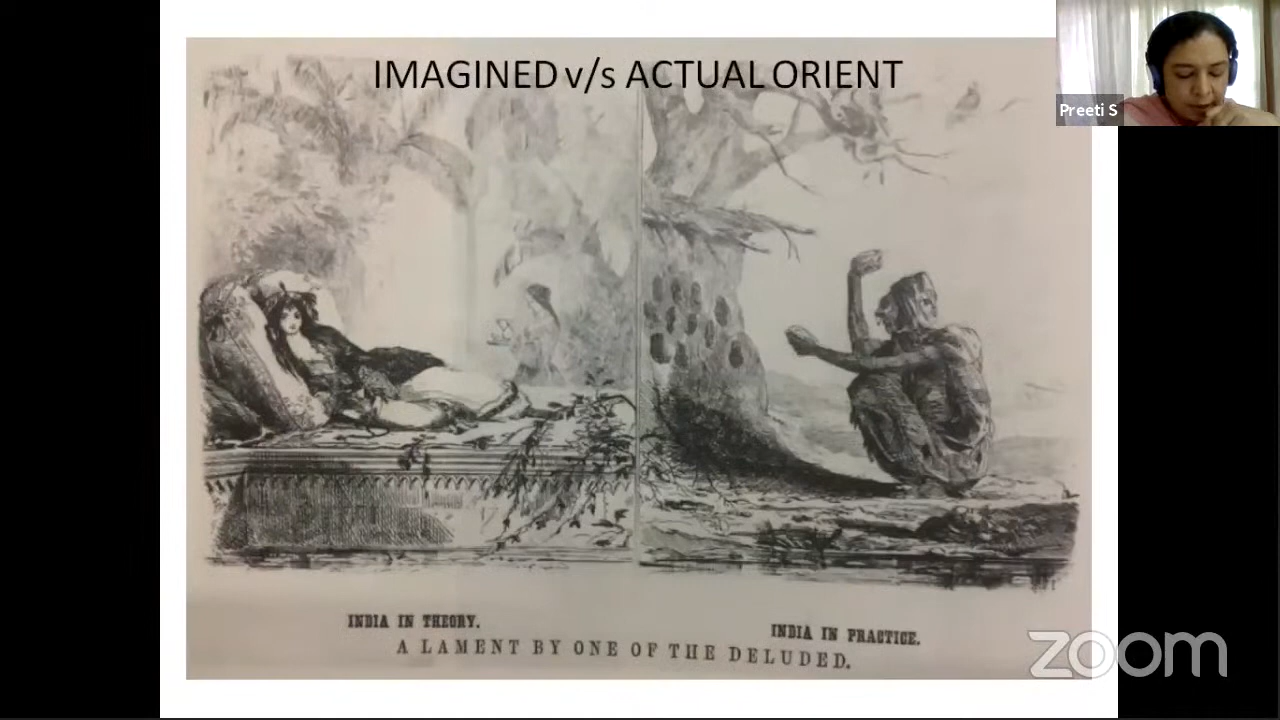 IMAGINED v/s ACTUAL ORIENT
Preeti S
INDIA IN THEORY.
INDIA IN PRACTICE.
A LAMENT BY ONE OF THE DELUDED.
zoom